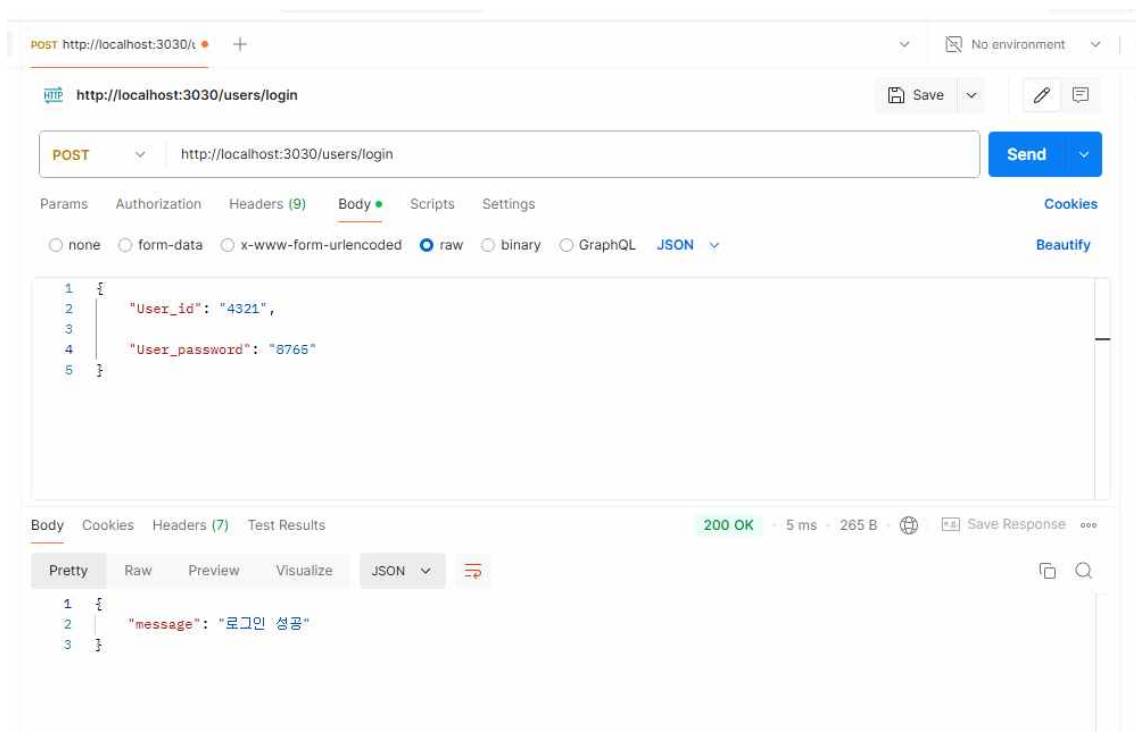 POST http://localhost:3030/u
No environment
HTTP http://localhost:3030/users/login
Save
POST http://localhost:3030/users/login Send
Params Authorization Headers (9) Body Scripts Settings Cookies
none form-data x-www-form-urlencoded raw binary GraphQL JSON Beautify
1 {
2 "User_id": "4321",
3
4 "User_password": "8765"
5 }
Body Cookies Headers (7) Test Results 200 OK 5 ms 265 B Save Response
Pretty Raw Preview Visualize JSON
1 {
2 "message": "로그인 성공"
3 }